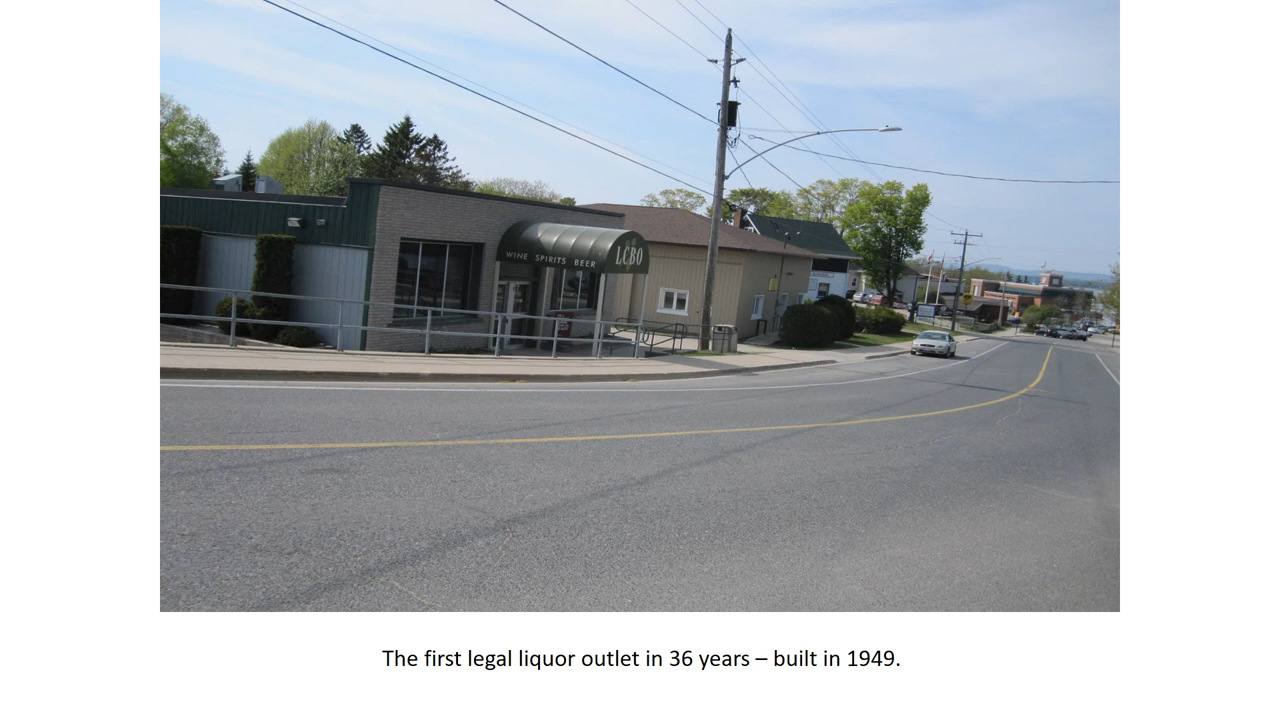 WINE SPIRITS BEER
LCBO
The first legal liquor outlet in 36 years – built in 1949.